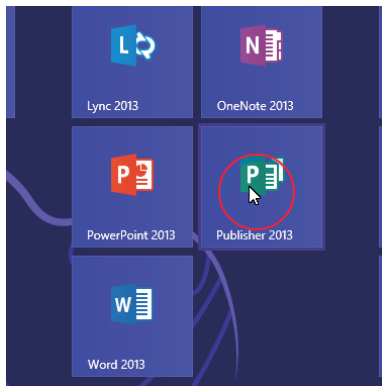 L
N
Lync 2013
OneNote 2013
P
P
PowerPoint 2013
Publisher 2013
W
Word 2013